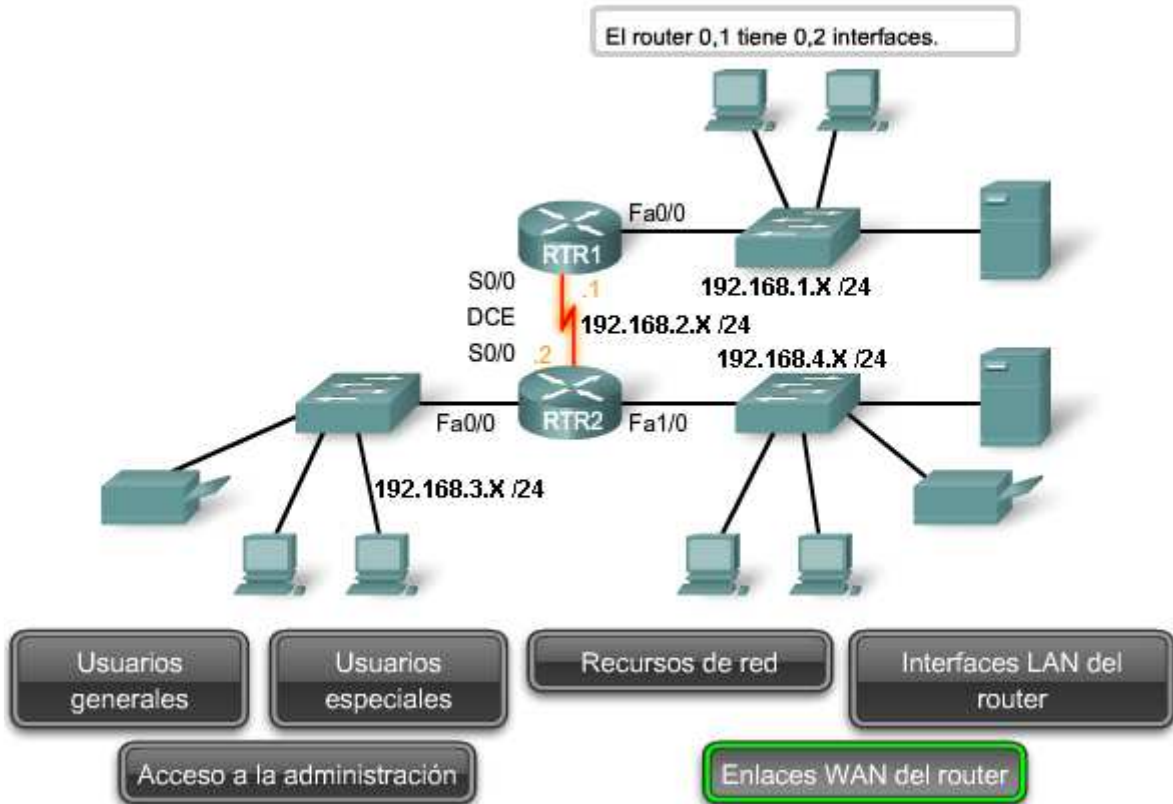 El router 0,1 tiene 0,2 interfaces.
Fa0/0
RTR1
S0/0
.1
192.168.1.X /24
DCE
192.168.2.X /24
S0/0
.2
192.168.4.X /24
Fa0/0
RTR2
Fa1/0
192.168.3.X /24
Usuarios
generales
Usuarios
especiales
Recursos de red
Interfaces LAN del
router
Acceso a la administración
Enlaces WAN del router